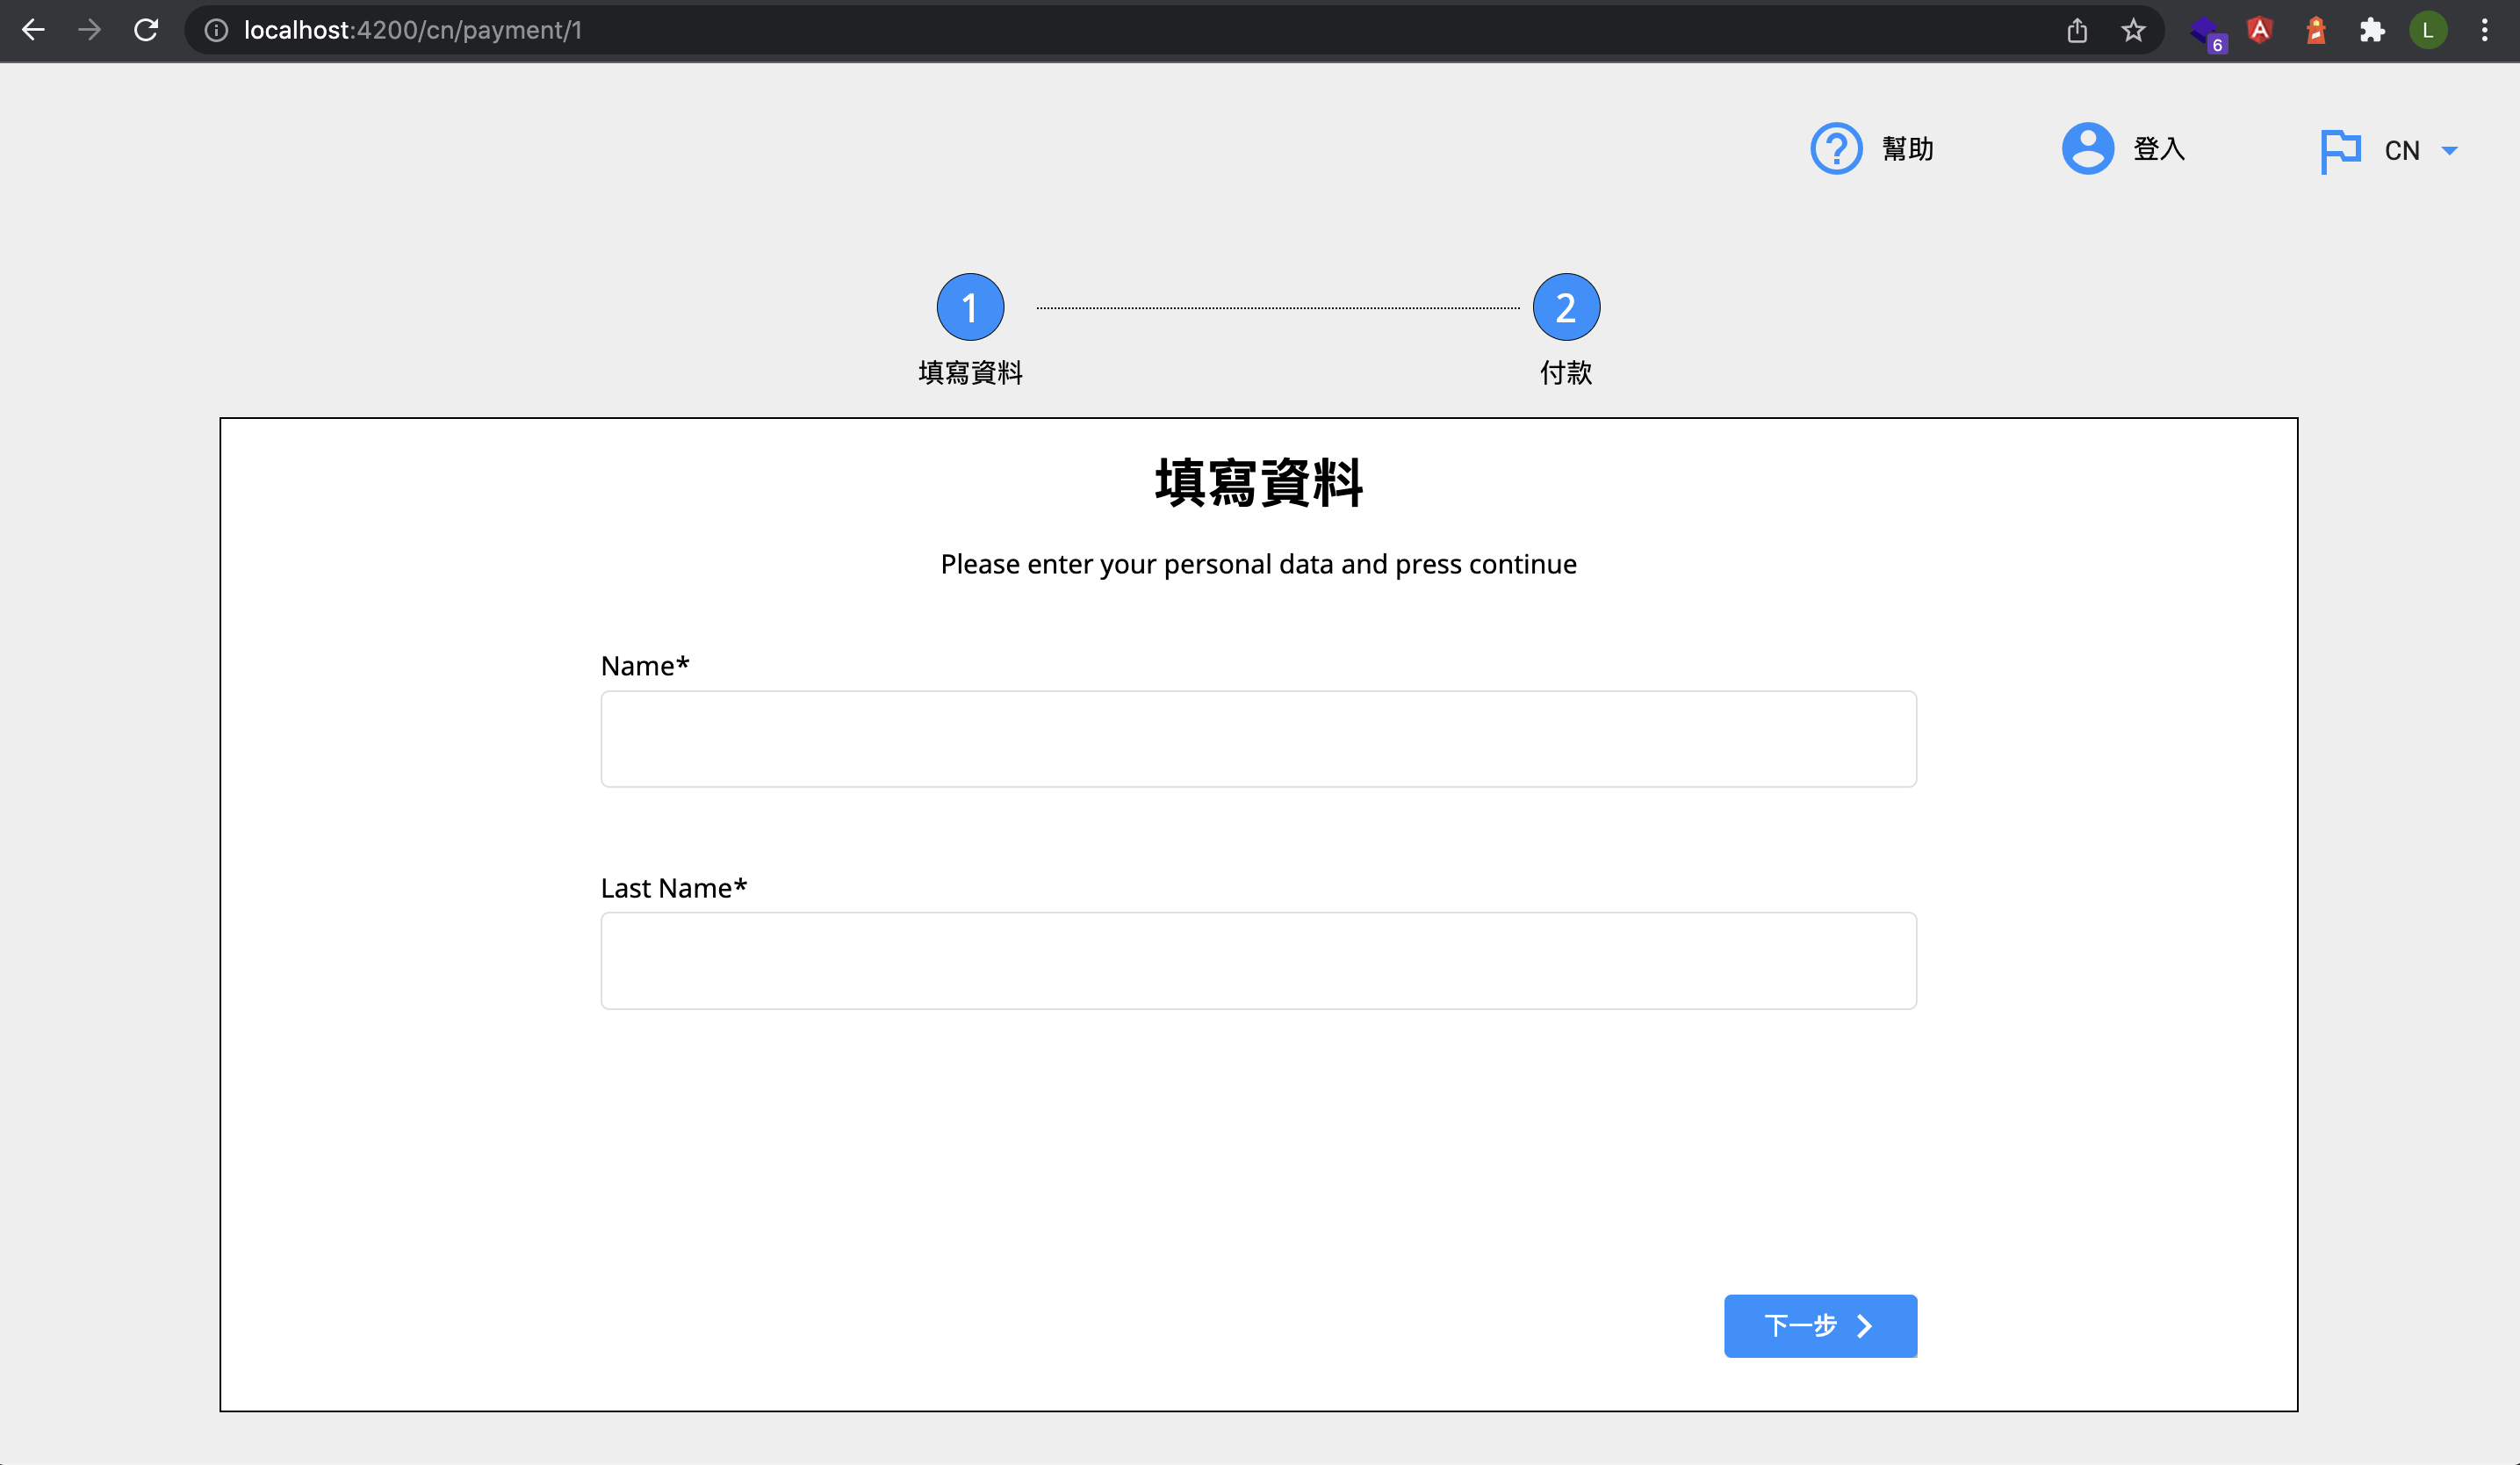 localhost:4200/cn/payment/1
6
L
幫助
登入
CN
1
2
填寫資料
付款
填寫資料
Please enter your personal data and press continue
Name*
Last Name*
下一步